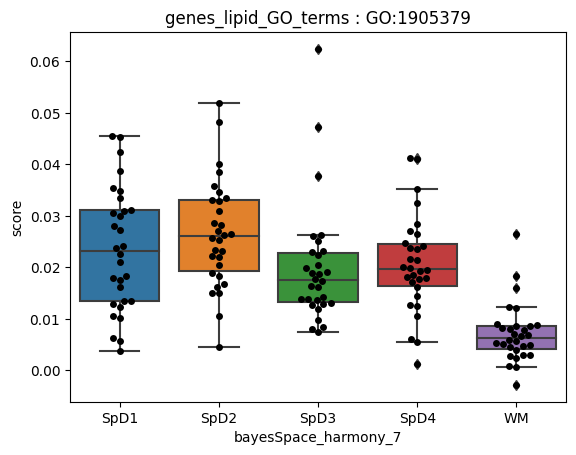 genes_lipid_GO_terms : GO:1905379
0.06
0.05
0.04
0.03
0.02
0.01
0.00
score
SpD1 SpD2 SpD3 SpD4 WM
bayesSpace_harmony_7